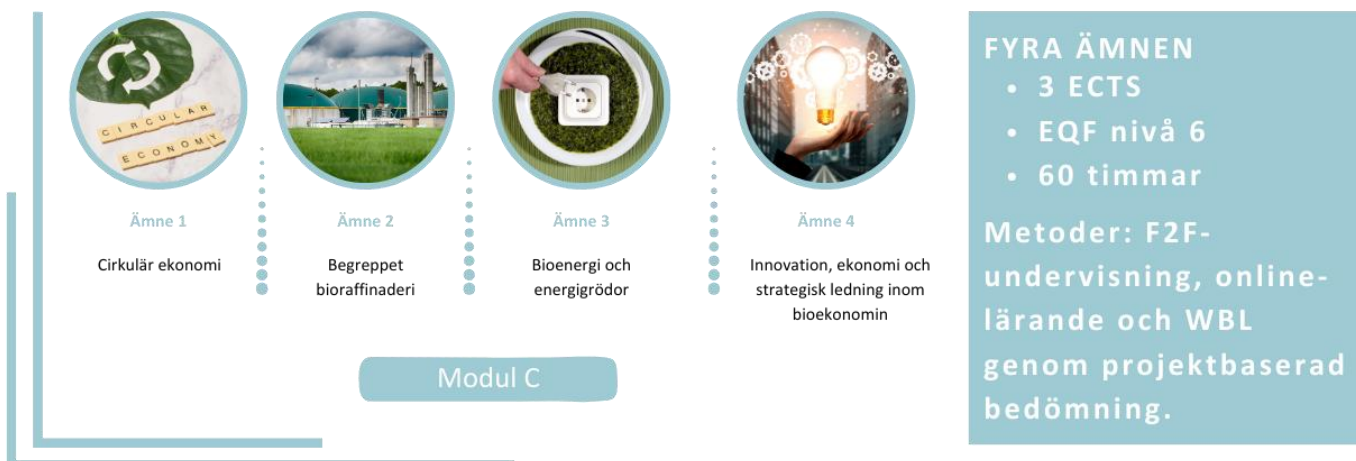 CIRCULAR
ECONOMY
Ämne 1
Cirkulär ekonomi
Ämne 2
Begreppet
bioraffinaderi
Ämne 3
Bioenergi och
energigrödor
Ämne 4
Innovation, ekonomi och
strategisk ledning inom
bioekonomin
Modul C
FYRA ÄMNEN
• 3 ECTS
• EQF nivå 6
• 60 timmar
Metoder: F2F-
undervisning, online-
lärande och WBL
genom projektbaserad
bedömning.